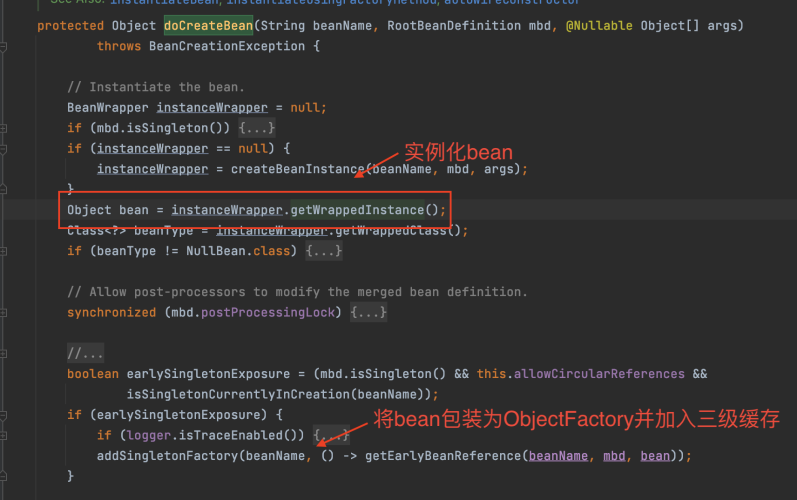 See Also: instantiateBean, instantiateUsingFactoryMethod, autowireConstructor
protected Object doCreateBean(String beanName, RootBeanDefinition mbd, @Nullable Object[] args)
throws BeanCreationException {
// Instantiate the bean.
BeanWrapper instanceWrapper = null;
if (mbd.isSingleton()) {...}
if (instanceWrapper == null) {
实例化bean
instanceWrapper = createBeanInstance(beanName, mbd, args);
}
Object bean = instanceWrapper.getWrappedInstance();
Class<?> beanType = instanceWrapper.getWrappedClass();
if (beanType != NullBean.class) {...}
// Allow post-processors to modify the merged bean definition.
synchronized (mbd.postProcessingLock) {...}
//...
boolean earlySingletonExposure = (mbd.isSingleton() && this.allowCircularReferences &&
isSingletonCurrentlyInCreation(beanName));
if (earlySingletonExposure) {
将bean包装为ObjectFactory并加入三级缓存
if (logger.isTraceEnabled()) {...}
addSingletonFactory(beanName, () -> getEarlyBeanReference(beanName, mbd, bean));
}